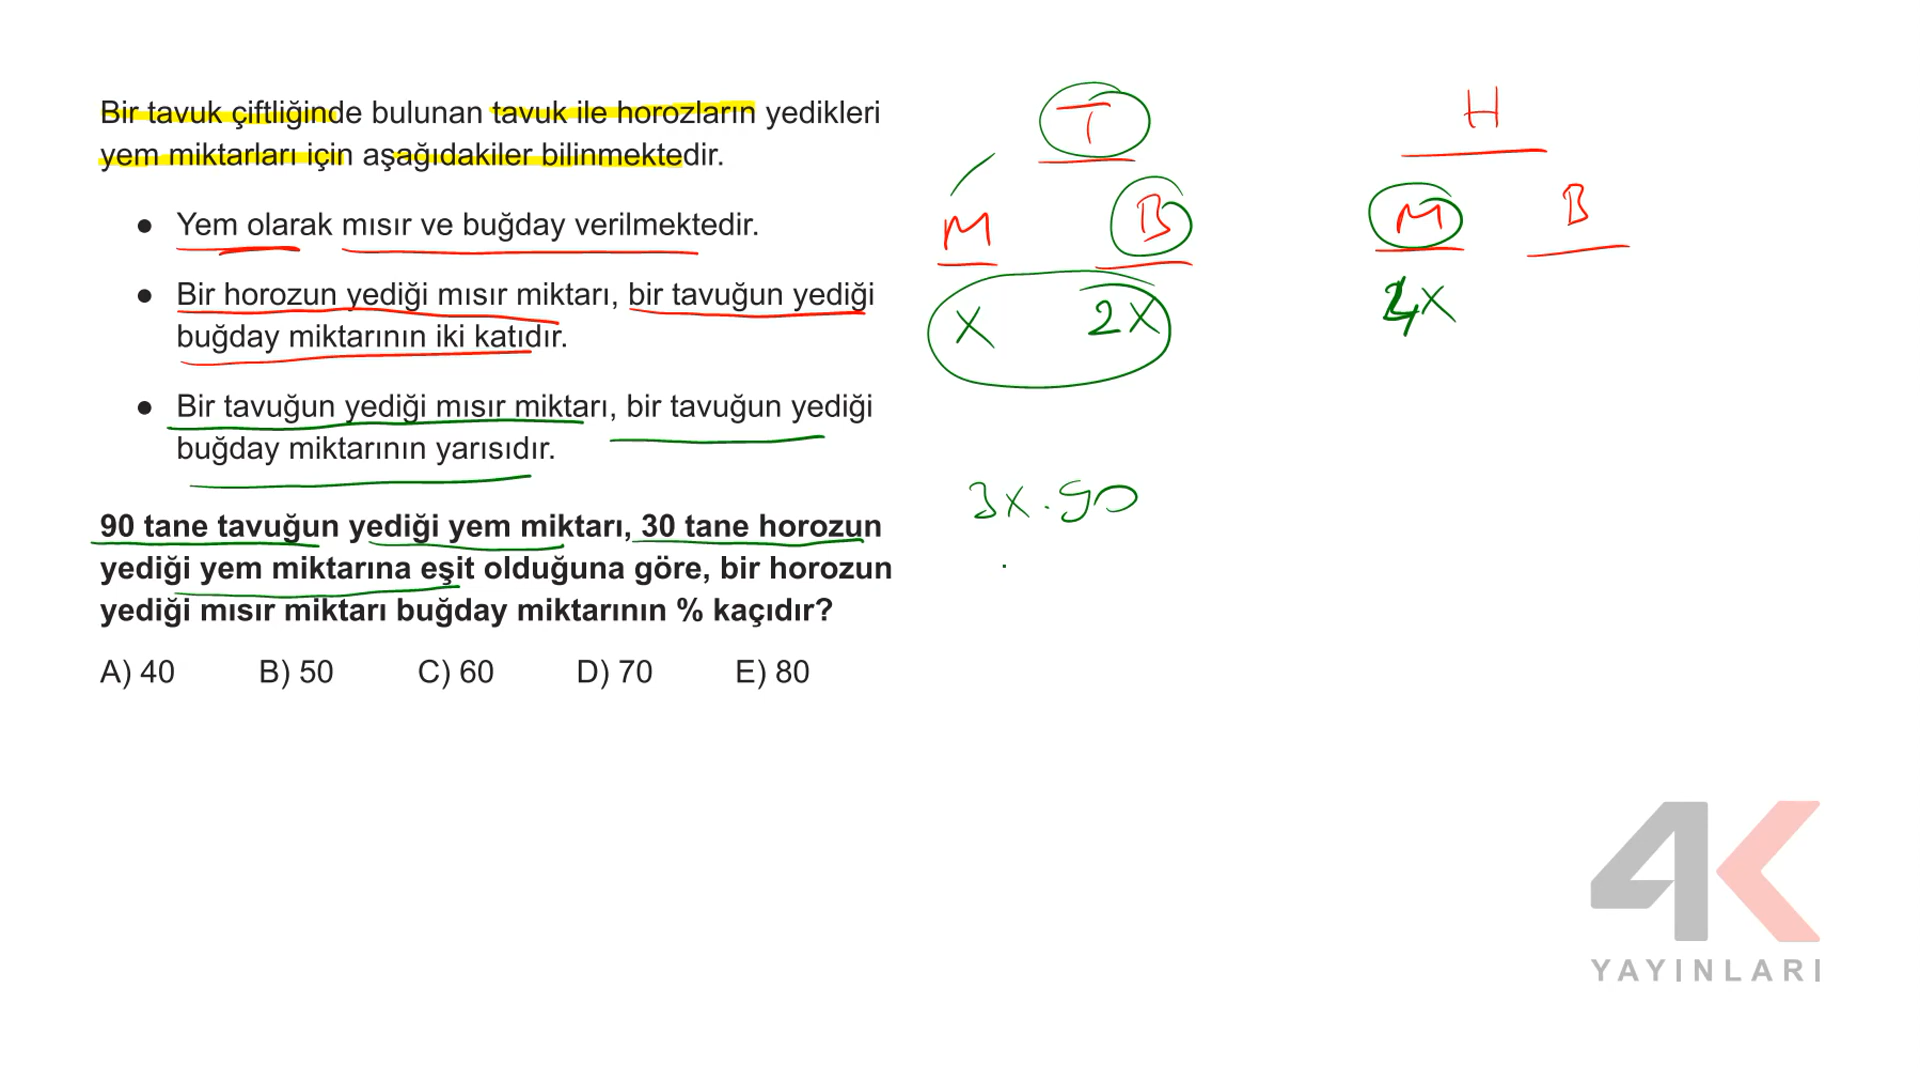 Bir tavuk çiftliğinde bulunan tavuk ile horozların yedikleri
yem miktarları için aşağıdakiler bilinmektedir.
● Yem olarak mısır ve buğday verilmektedir.
● Bir horozun yediği mısır miktarı, bir tavuğun yediği
buğday miktarının iki katıdır.
● Bir tavuğun yediği mısır miktarı, bir tavuğun yediği
buğday miktarının yarısıdır.
90 tane tavuğun yediği yem miktarı, 30 tane horozun
yediği yem miktarına eşit olduğuna göre, bir horozun
yediği mısır miktarı buğday miktarının % kaçıdır?
A) 40 B) 50 C) 60 D) 70 E) 80
T H
M B M B
X 2X 4X
3X.90
4K
YAYINLARI